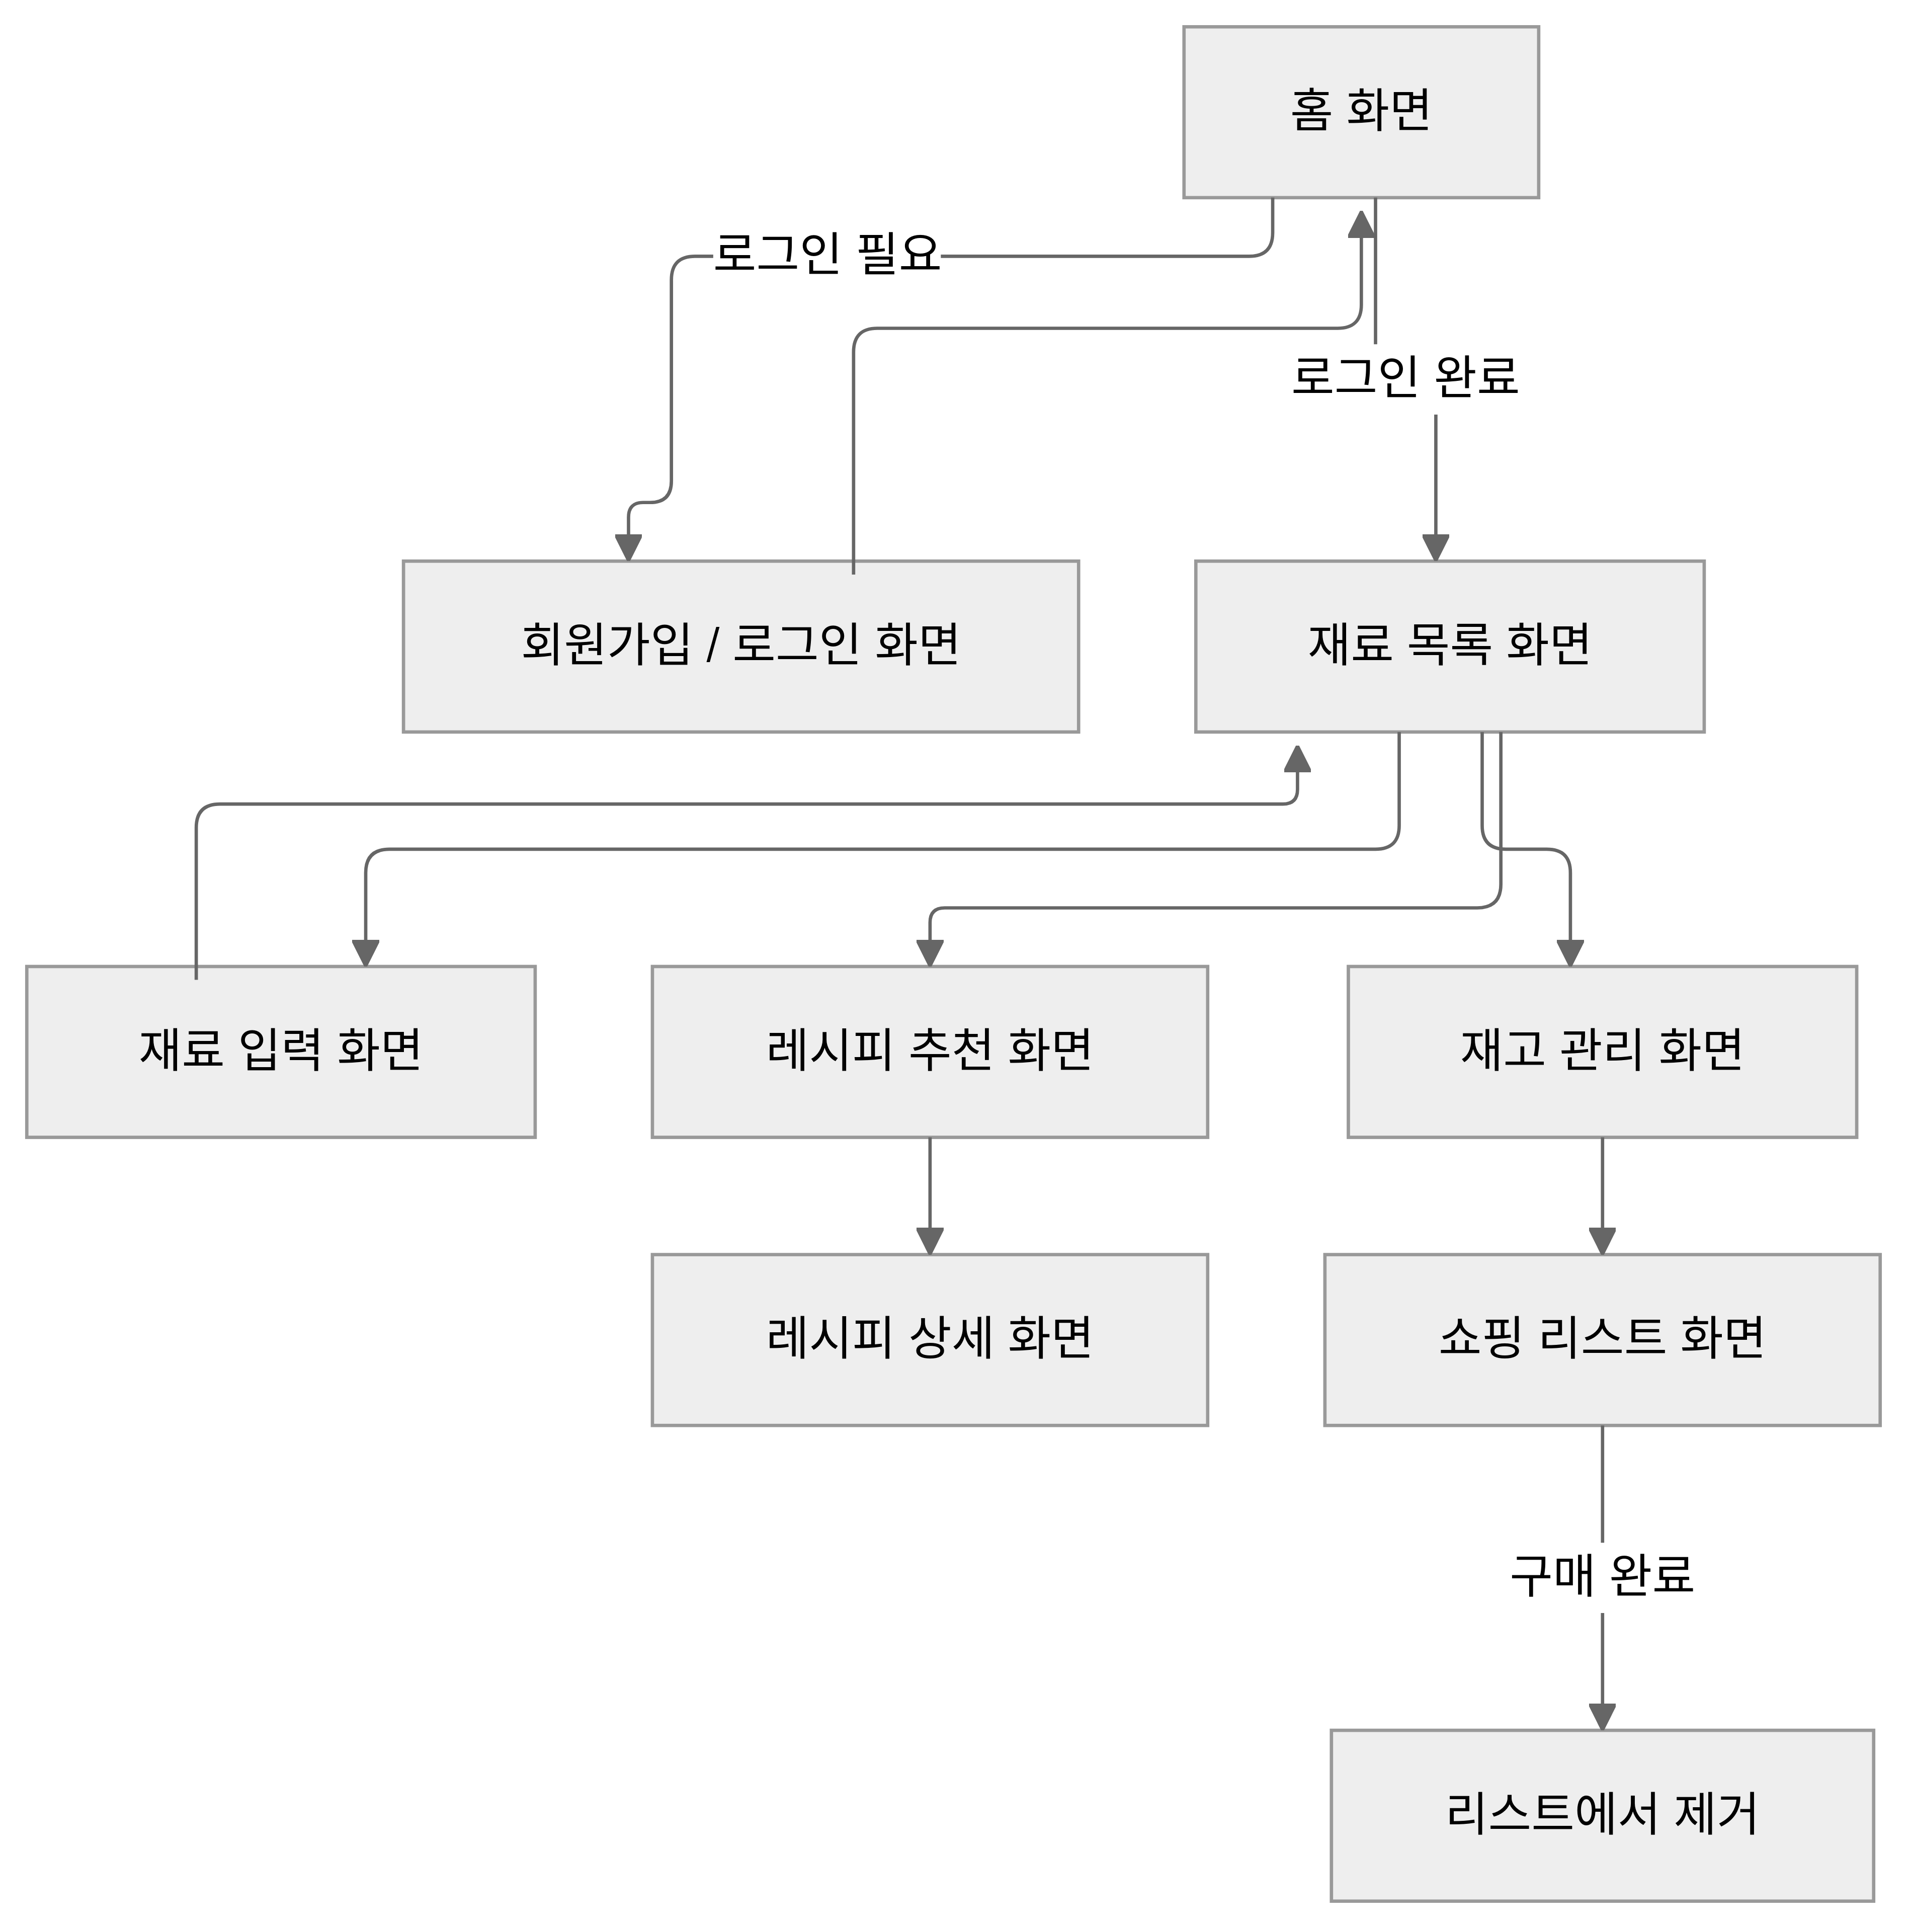 홈 화면
로그인 필요
로그인 완료
회원가입 / 로그인 화면
재료 목록 화면
재료 입력 화면
레시피 추천 화면
재고 관리 화면
레시피 상세 화면
쇼핑 리스트 화면
구매 완료
리스트에서 제거